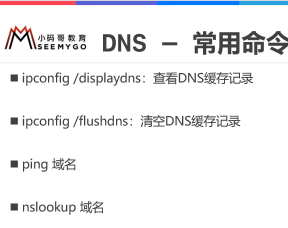 小码哥教育
SEEMYGO
DNS – 常用命令
■ ipconfig /displaydns：查看DNS缓存记录
■ ipconfig /flushdns：清空DNS缓存记录
■ ping 域名
■ nslookup 域名